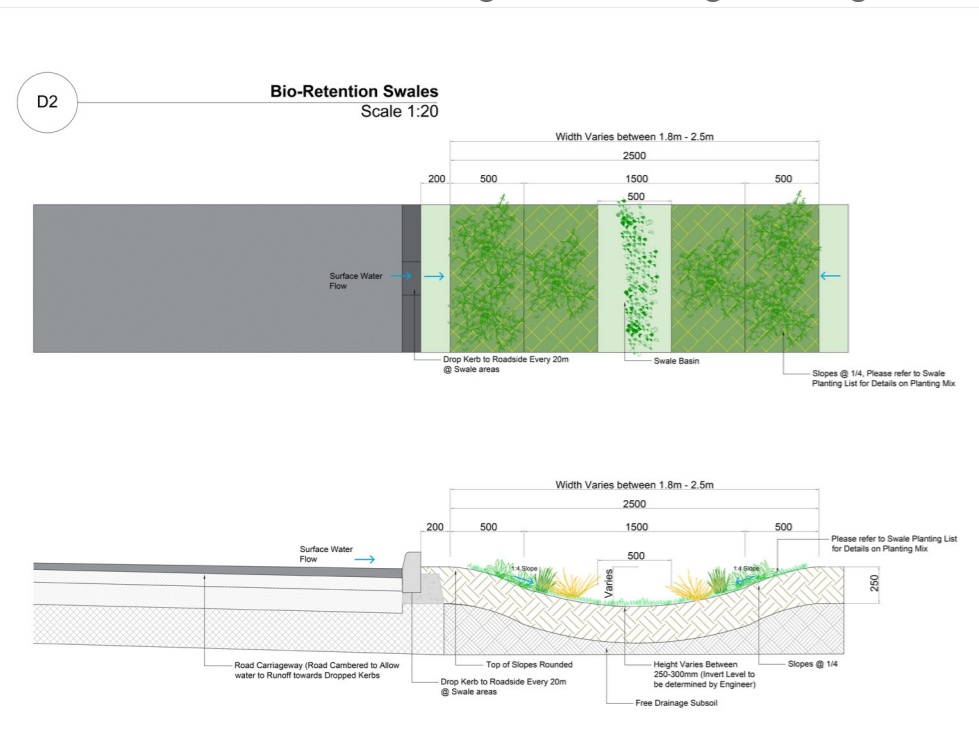 D2
Bio-Retention Swales
Scale 1:20
Width Varies between 1.8m - 2.5m
2500
200
500
1500
500
500
Surface Water
Flow
Drop Kerb to Roadside Every 20m
@ Swale areas
Swale Basin
Slopes @ 1/4, Please refer to Swale
Planting List for Details on Planting Mix
Width Varies between 1.8m - 2.5m
2500
200
500
1500
500
Please refer to Swale Planting List
for Details on Planting Mix
Surface Water
Flow
500
1:4 Slope
Varies
1:4 Slope
250
Road Carriageway (Road Cambered to Allow
water to Runoff towards Dropped Kerbs
Top of Slopes Rounded
Height Varies Between
250-300mm (Invert Level to
be determined by Engineer)
Slopes @ 1/4
Drop Kerb to Roadside Every 20m
@ Swale areas
Free Drainage Subsoil